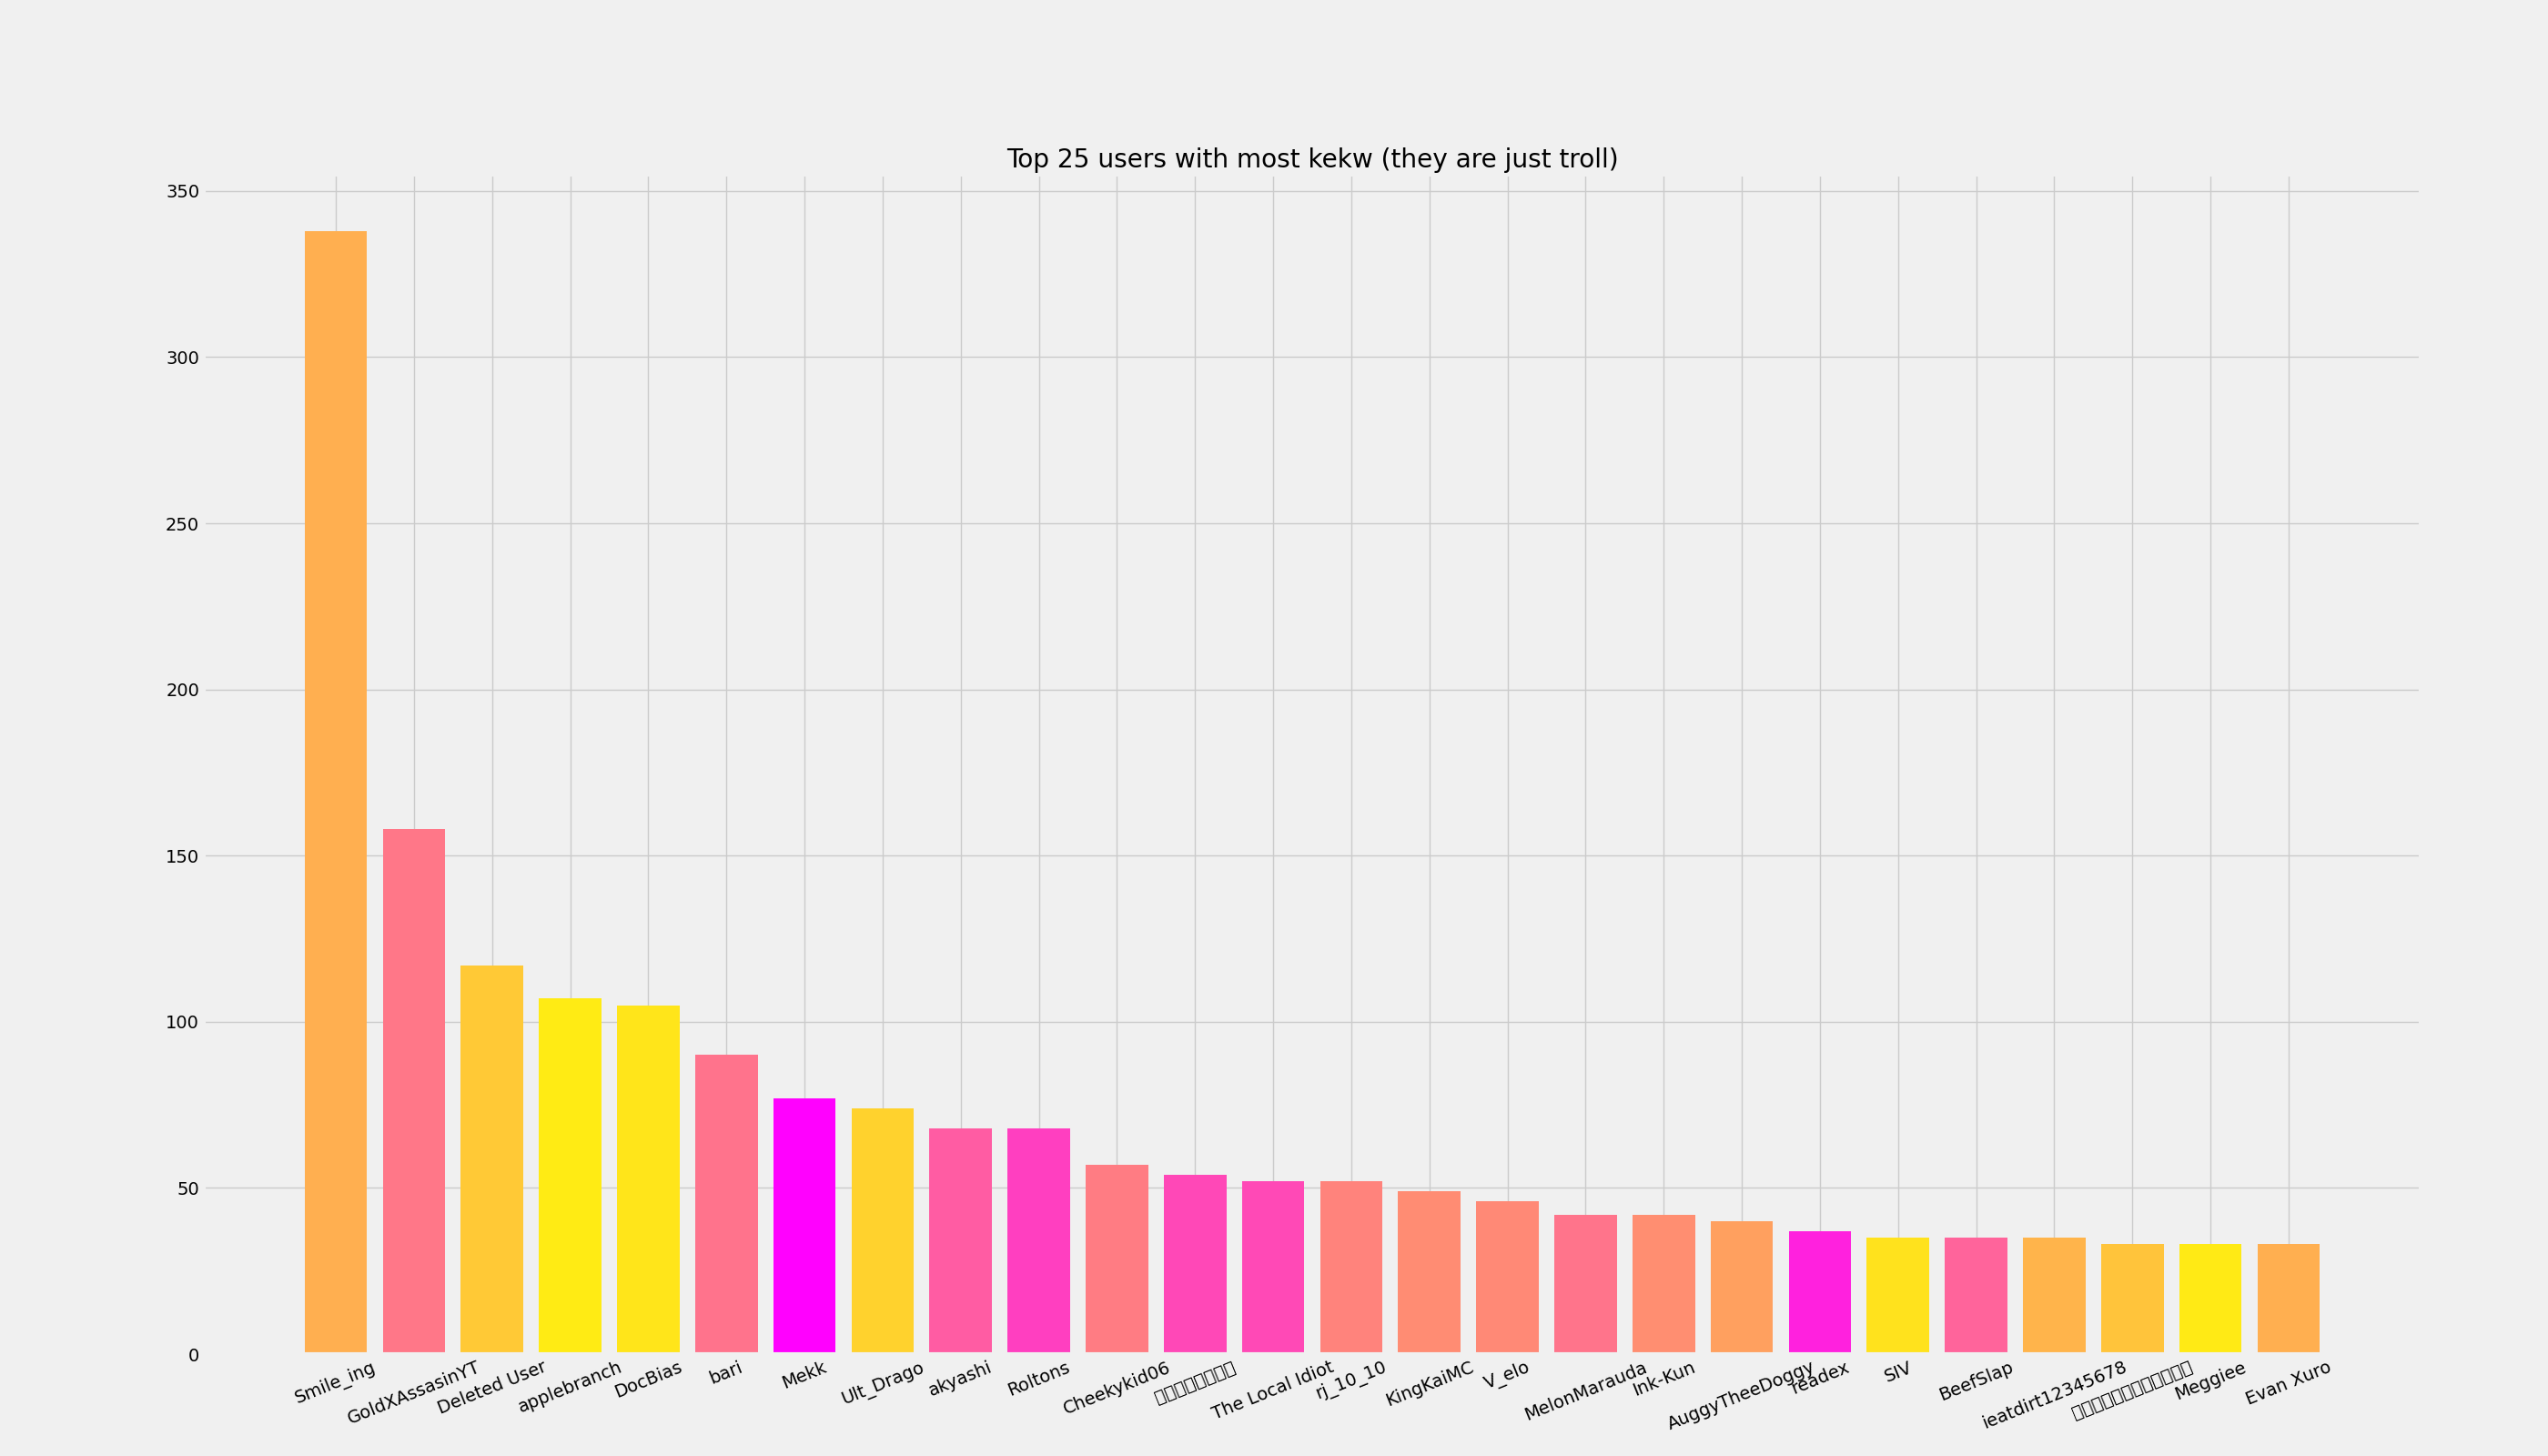 Top 25 users with most kekw (they are just troll)
350
300
250
200
150
100
50
0
Smile_ing
GoldXAssasinYT
Deleted User
applebranch
DocBias
bari
Mekk
Ult_Drago
akyashi
Roltons
Cheekykid06
The Local Idiot
rj_10_10
KingKaiMC
V_elo
MelonMarauda
Ink-Kun
AuggyTheeDoggy
BeefSlap
ieatdirt12345678
Meggiee
Evan Xuro